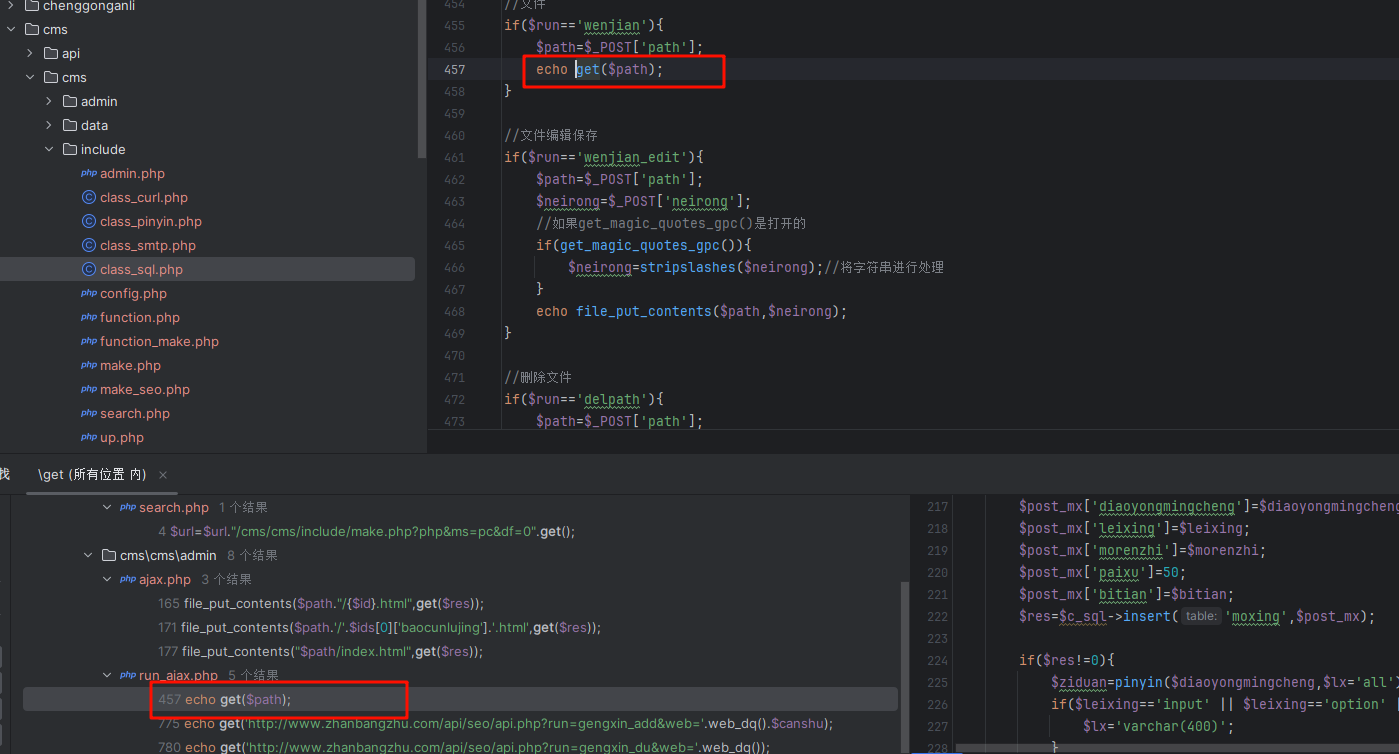 chenggonganli
cms
api
cms
admin
data
include
php admin.php
C class_curl.php
C class_pinyin.php
C class_smtp.php
C class_sql.php
php config.php
php function.php
php function_make.php
php make.php
php make_seo.php
php search.php
php up.php
454 //文件
455 if($run=='wenjian'){
456 $path=$_POST['path'];
457 echo get($path);
458 }
459
460 //文件编辑保存
461 if($run=='wenjian_edit'){
462 $path=$_POST['path'];
463 $neirong=$_POST['neirong'];
464 //如果get_magic_quotes_gpc()是打开的
465 if(get_magic_quotes_gpc()){
466 $neirong=stripslashes($neirong);//将字符串进行处理
467 }
468 echo file_put_contents($path,$neirong);
469 }
470
471 //删除文件
472 if($run=='delpath'){
473 $path=$_POST['path'];
找 \get (所有位置 内) ×
php search.php 1 个结果
4 $url=$url."/cms/cms/include/make.php?php&ms=pc&df=0".get();
cms\cms\admin 8 个结果
php ajax.php 3 个结果
165 file_put_contents($path."/{$id}.html",get($res));
171 file_put_contents($path.'/'.$ids[0]['baocunlujing'].'.html',get($res));
177 file_put_contents("$path/index.html",get($res));
php run_ajax.php 5 个结果
457 echo get($path);
775 echo get('http://www.zhanbangzhu.com/api/seo/api.php?run=gengxin_add&web='.web_dq().$canshu);
780 echo get('http://www.zhanbangzhu.com/api/seo/api.php?run=gengxin_du&web='.web_dq());
217 $post_mx['diaoyongmingcheng']=$diaoyongmingcheng
218 $post_mx['leixing']=$leixing;
219 $post_mx['morenzhi']=$morenzhi;
220 $post_mx['paixu']=50;
221 $post_mx['bitian']=$bitian;
222 $res=$c_sql->insert( table: 'moxing',$post_mx);
223
224 if($res!=0){
225 $ziduan=pinyin($diaoyongmingcheng,$lx='all')
226 if($leixing=='input' || $leixing=='option' |
227 $lx='varchar(400)';
228 }